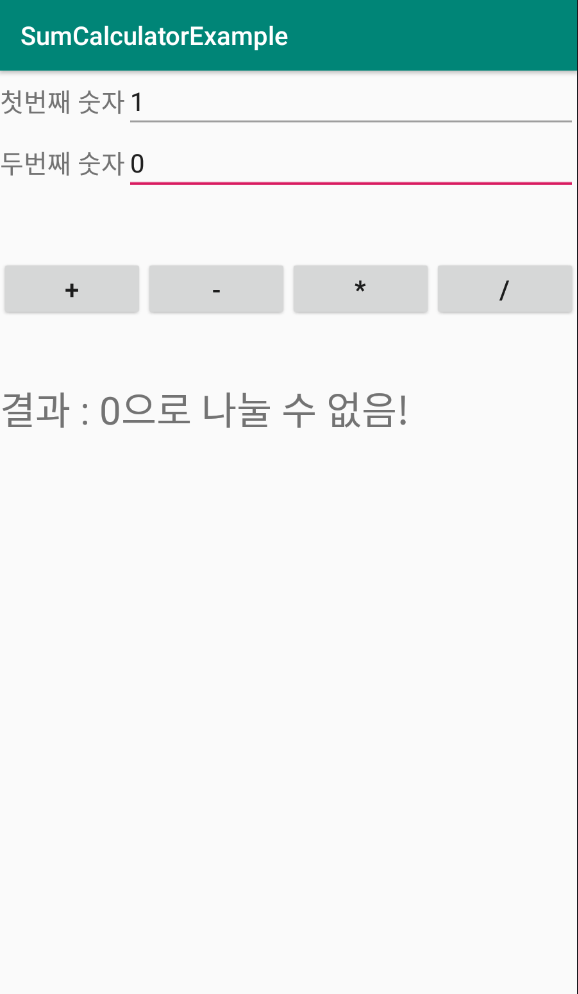 SumCalculatorExample
첫번째 숫자 1
두번째 숫자 0
+ - * /
결과 : 0으로 나눌 수 없음!